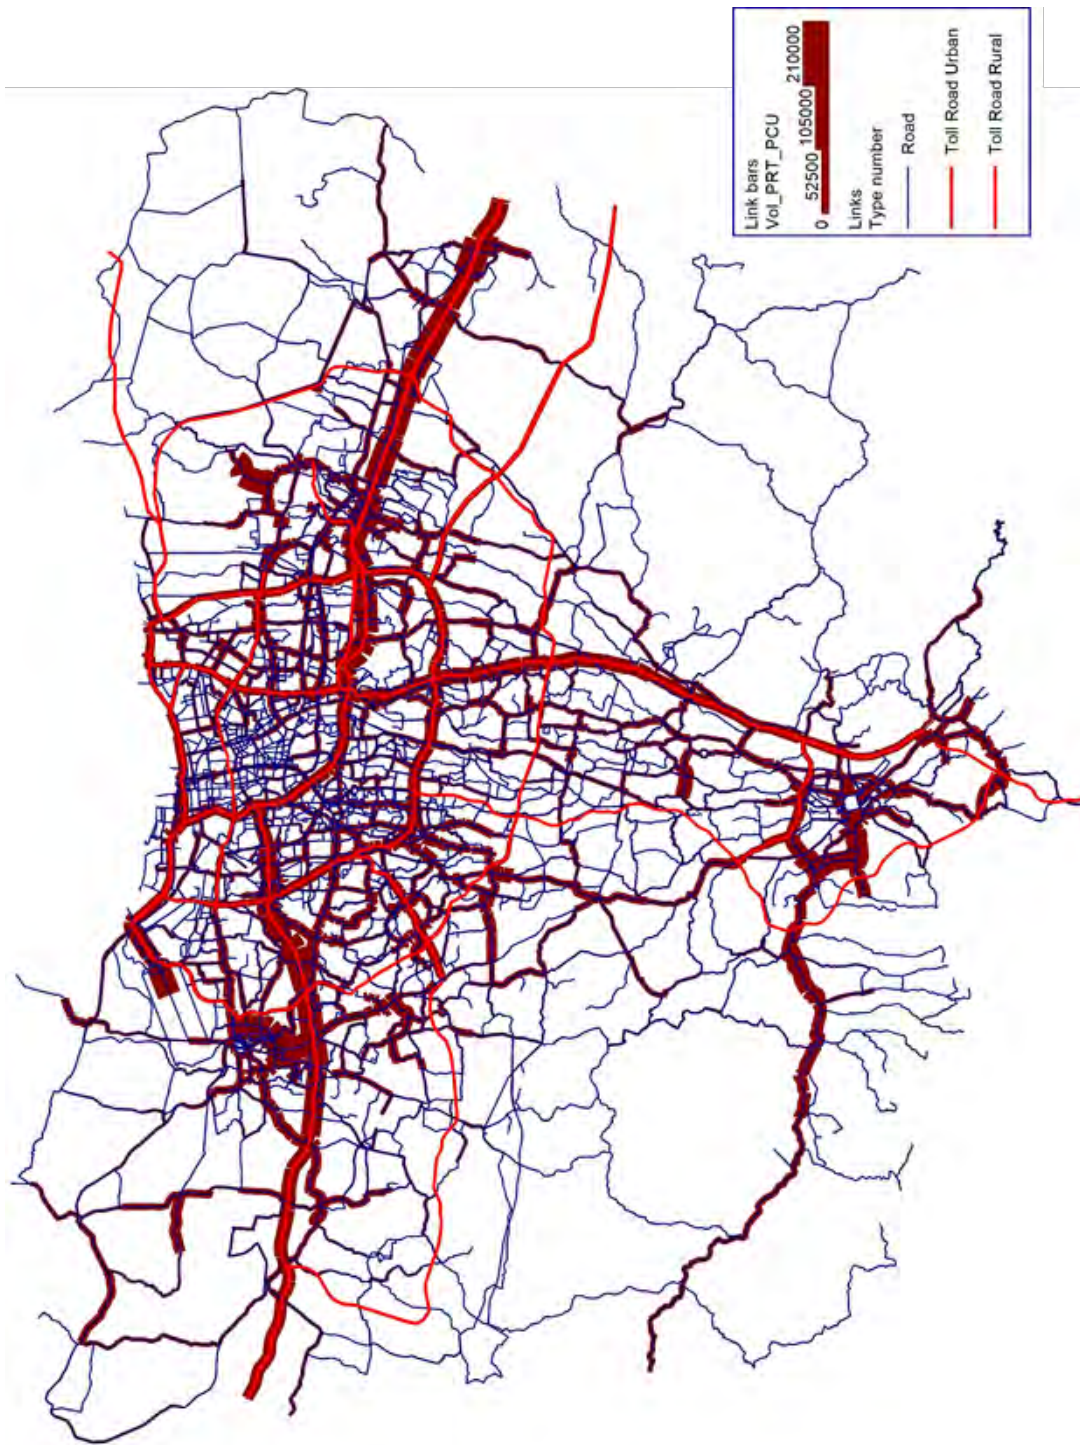 Link bars
Vol_PRT_PCU
0 52500 105000 210000
Links
Type number
Road
Toll Road Urban
Toll Road Rural